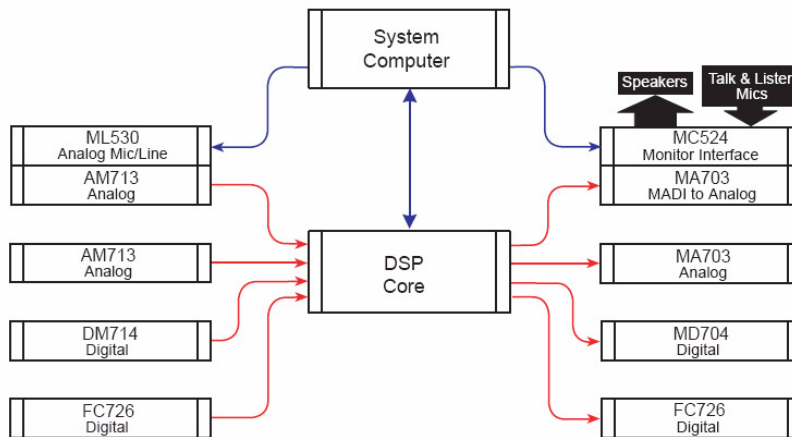 System
Computer
Speakers
Talk & Listen
Mics
ML530
Analog Mic/Line
AM713
Analog
MC524
Monitor Interface
MA703
MADI to Analog
AM713
Analog
DSP
Core
MA703
Analog
DM714
Digital
MD704
Digital
FC726
Digital
FC726
Digital